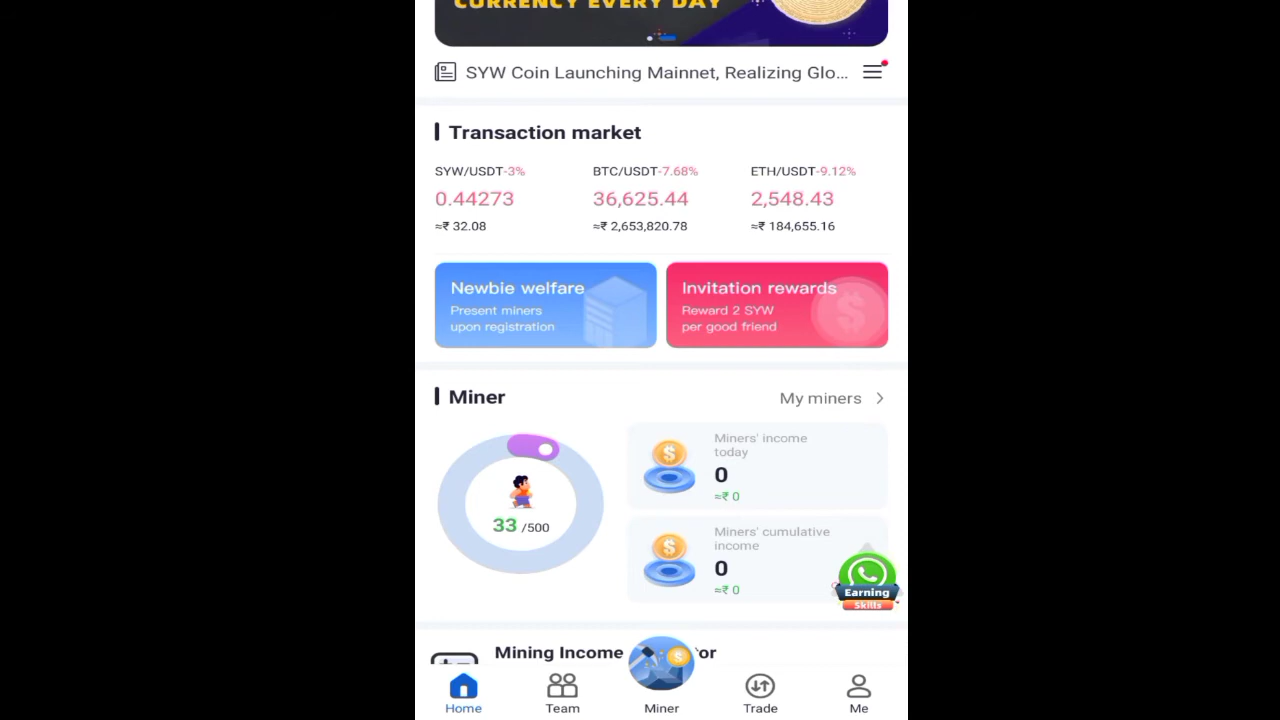 CURRENCY EVERY DAY
SYW Coin Launching Mainnet, Realizing Glo...
Transaction market
SYW/USDT-3% BTC/USDT-7.68% ETH/USDT-9.12%
0.44273 36,625.44 2,548.43
≈₹ 32.08 ≈₹ 2,653,820.78 ≈₹ 184,655.16
Newbie welfare
Present miners
upon registration
Invitation rewards
Reward 2 SYW
per good friend
Miner
My miners
33 /500
Miners' income
today
0
≈₹ 0
Miners' cumulative
income
0
≈₹ 0
Earning
Skills
Mining Income or
Home Team Miner Trade Me